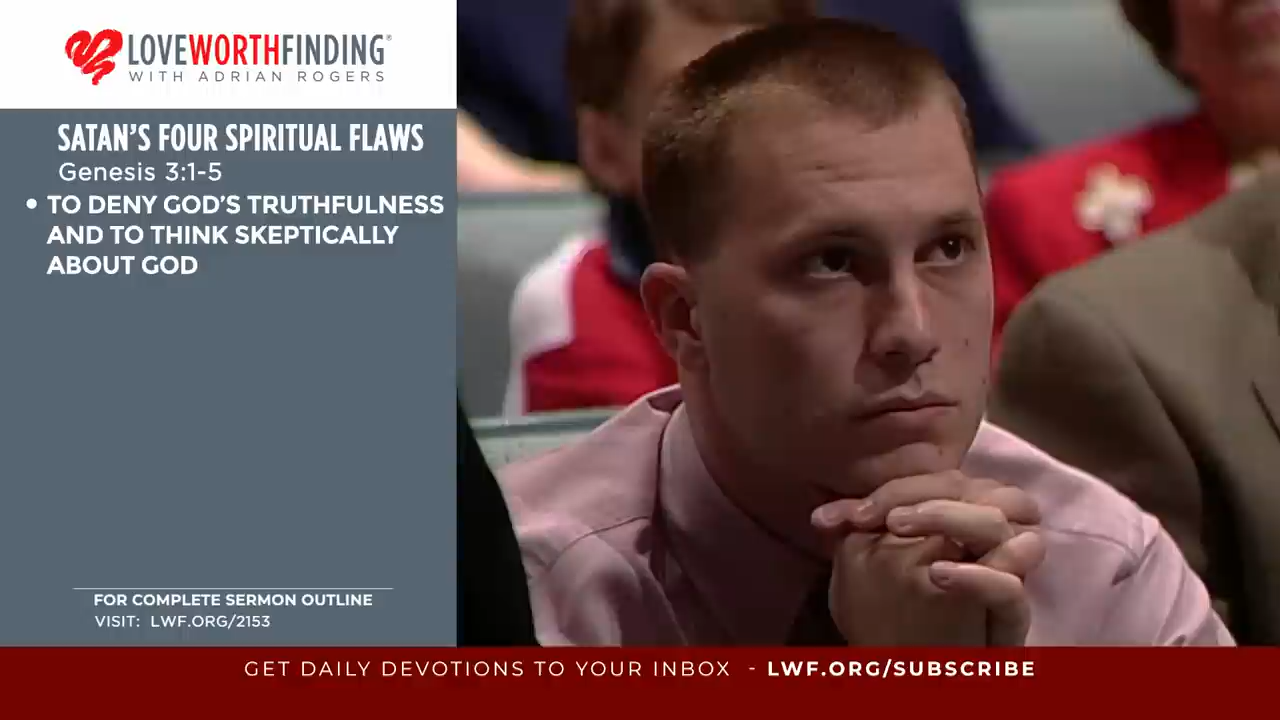 LOVEWORTHFINDING®
WITH ADRIAN ROGERS
SATAN'S FOUR SPIRITUAL FLAWS
Genesis 3:1-5
• TO DENY GOD'S TRUTHFULNESS
AND TO THINK SKEPTICALLY
ABOUT GOD
FOR COMPLETE SERMON OUTLINE
VISIT: LWF.ORG/2153
GET DAILY DEVOTIONS TO YOUR INBOX - LWF.ORG/SUBSCRIBE